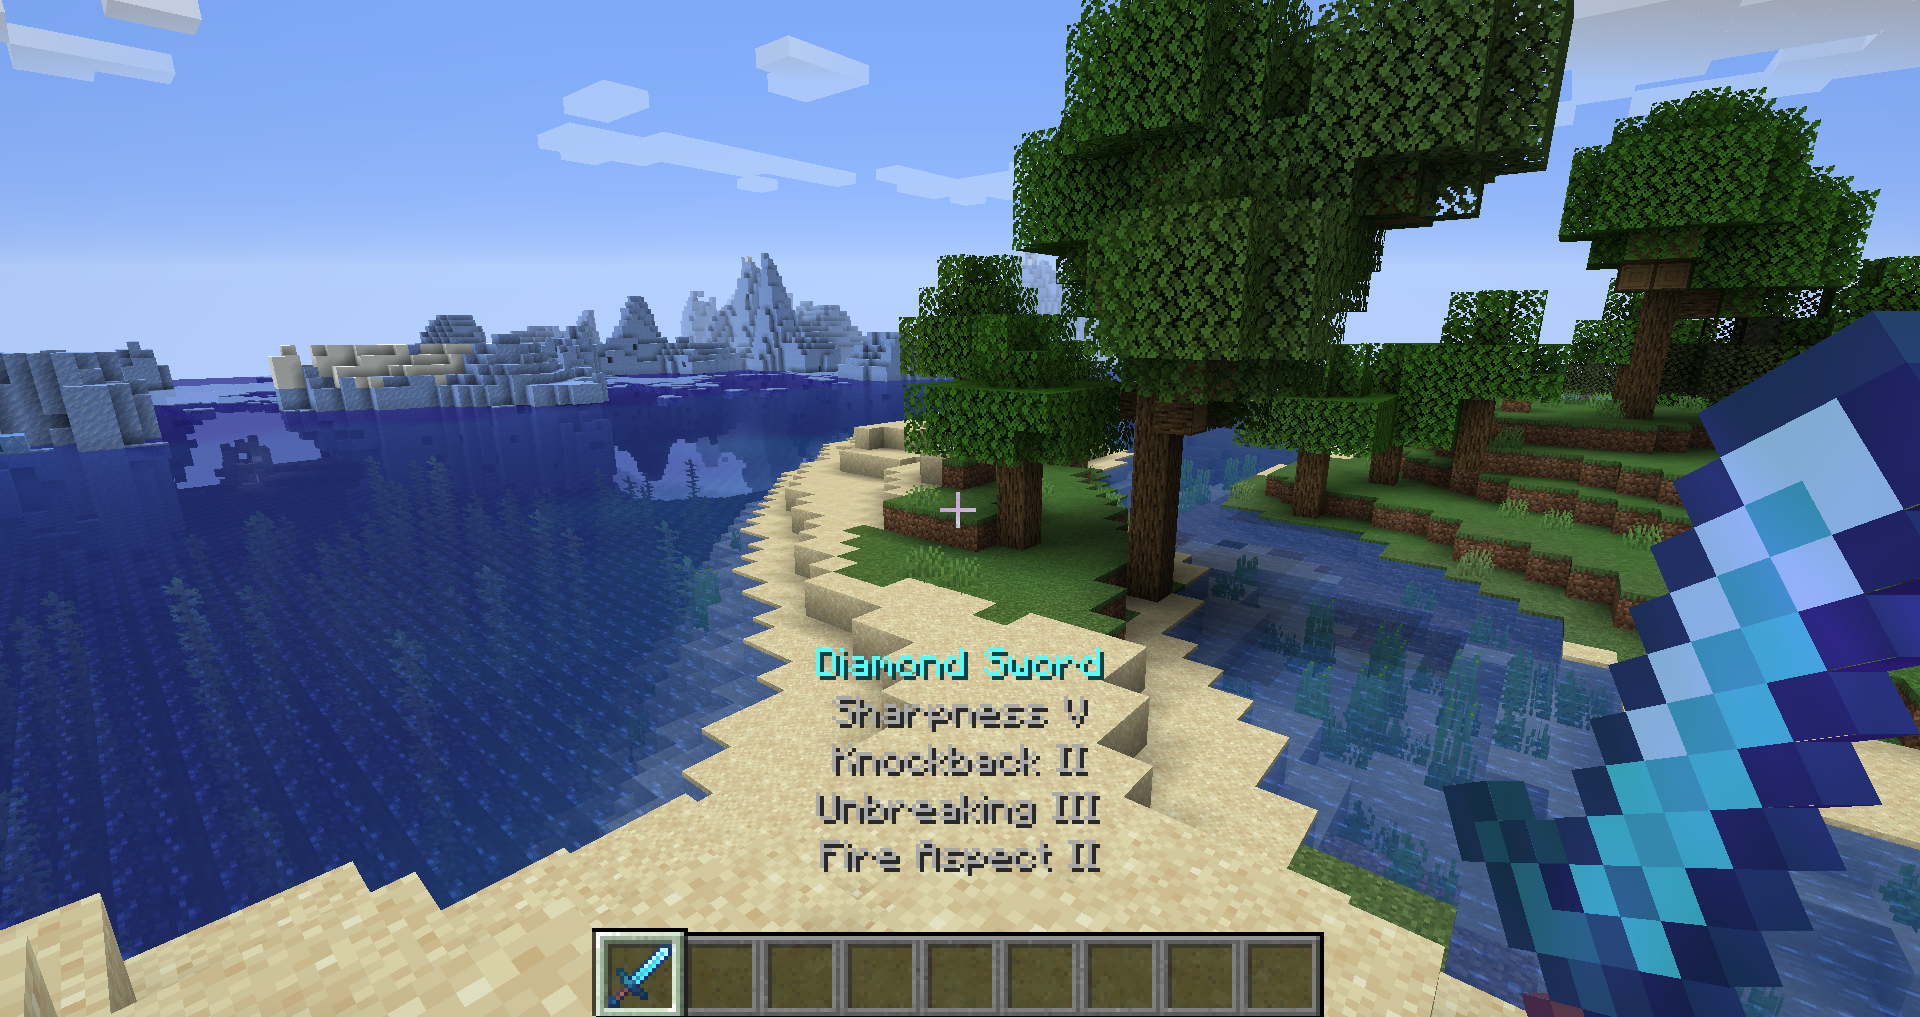 Diamond Sword
Sharpness V
Knockback II
Unbreaking III
Fire Aspect II